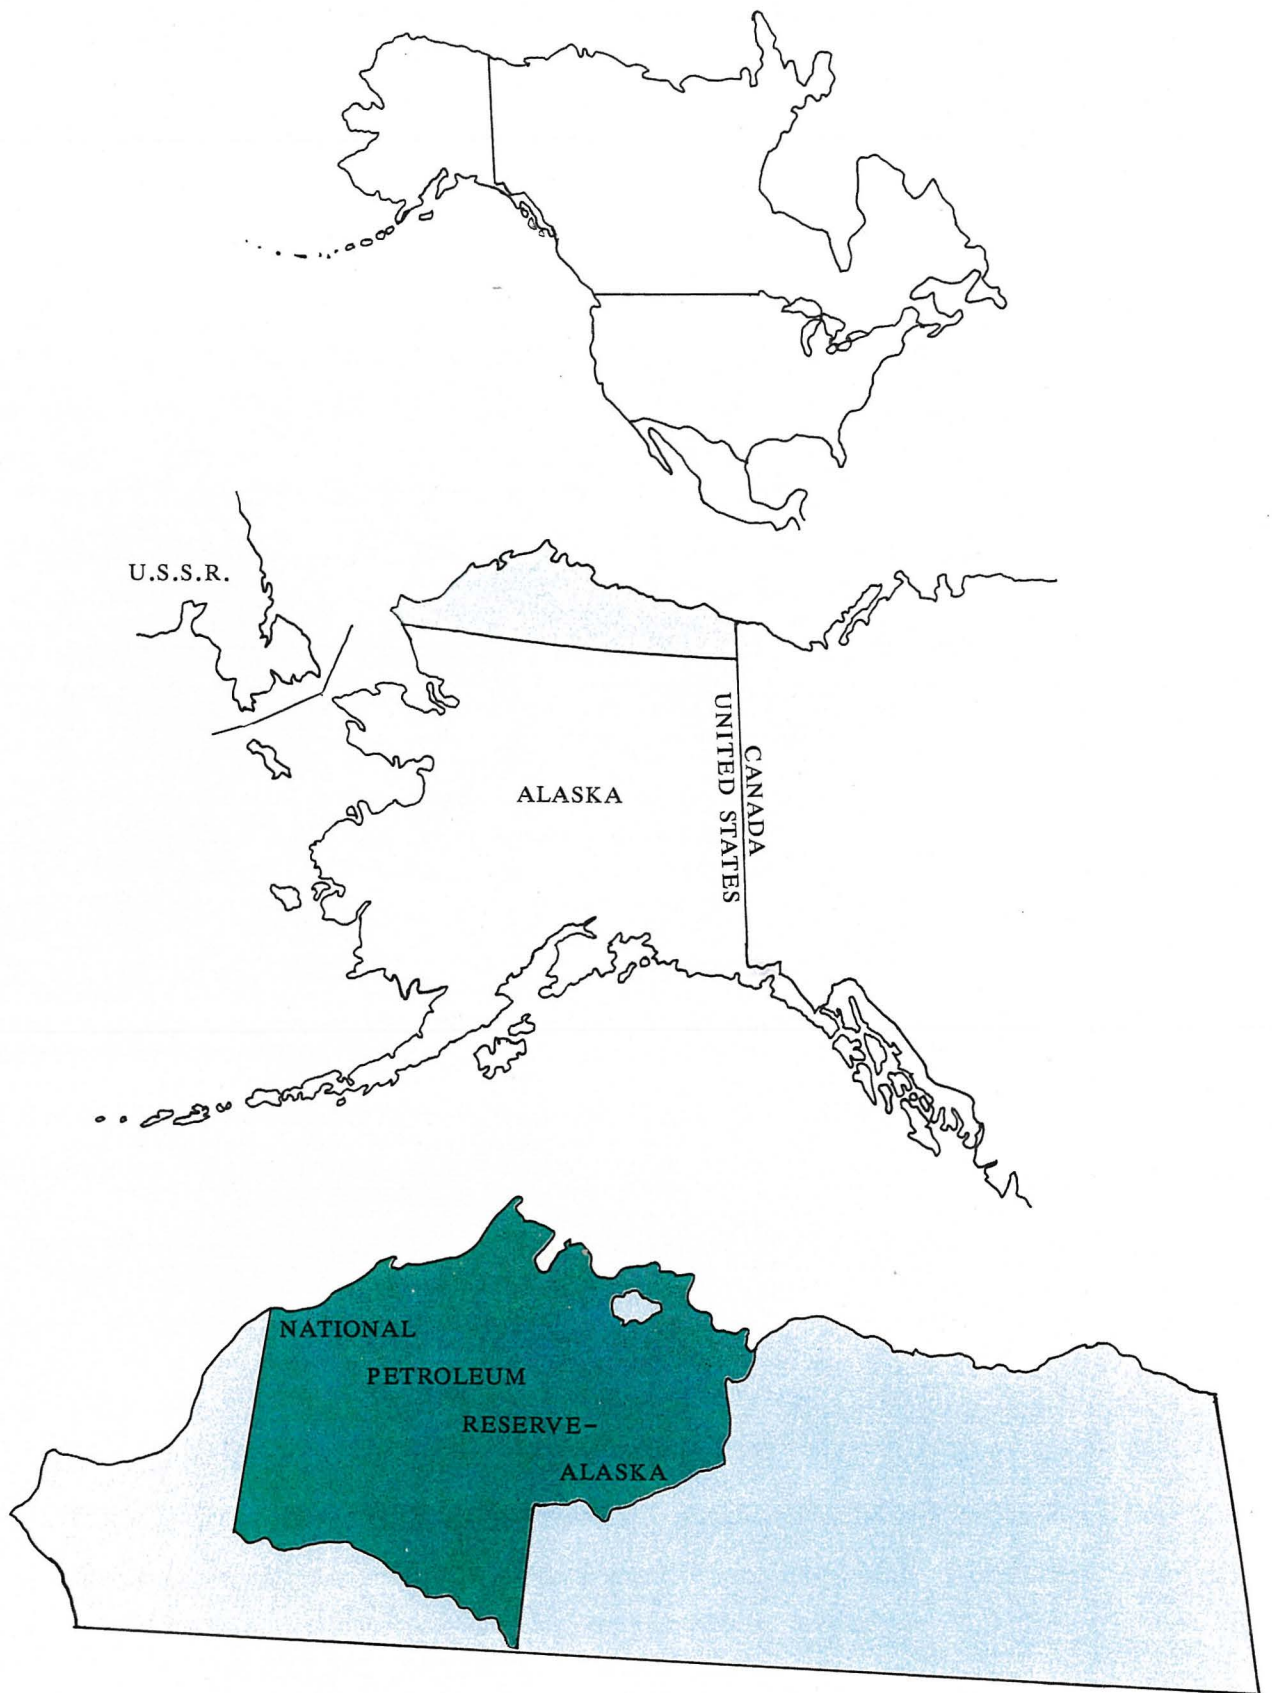 U.S.S.R.
ALASKA
UNITED STATES
CANADA
NATIONAL
PETROLEUM
RESERVE-
ALASKA